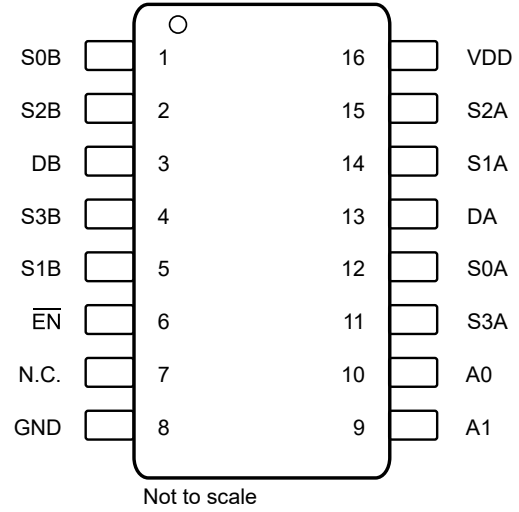 S0B 1 16 VDD
S2B 2 15 S2A
DB 3 14 S1A
S3B 4 13 DA
S1B 5 12 S0A
E̅N̅ 6 11 S3A
N.C. 7 10 A0
GND 8 9 A1
Not to scale